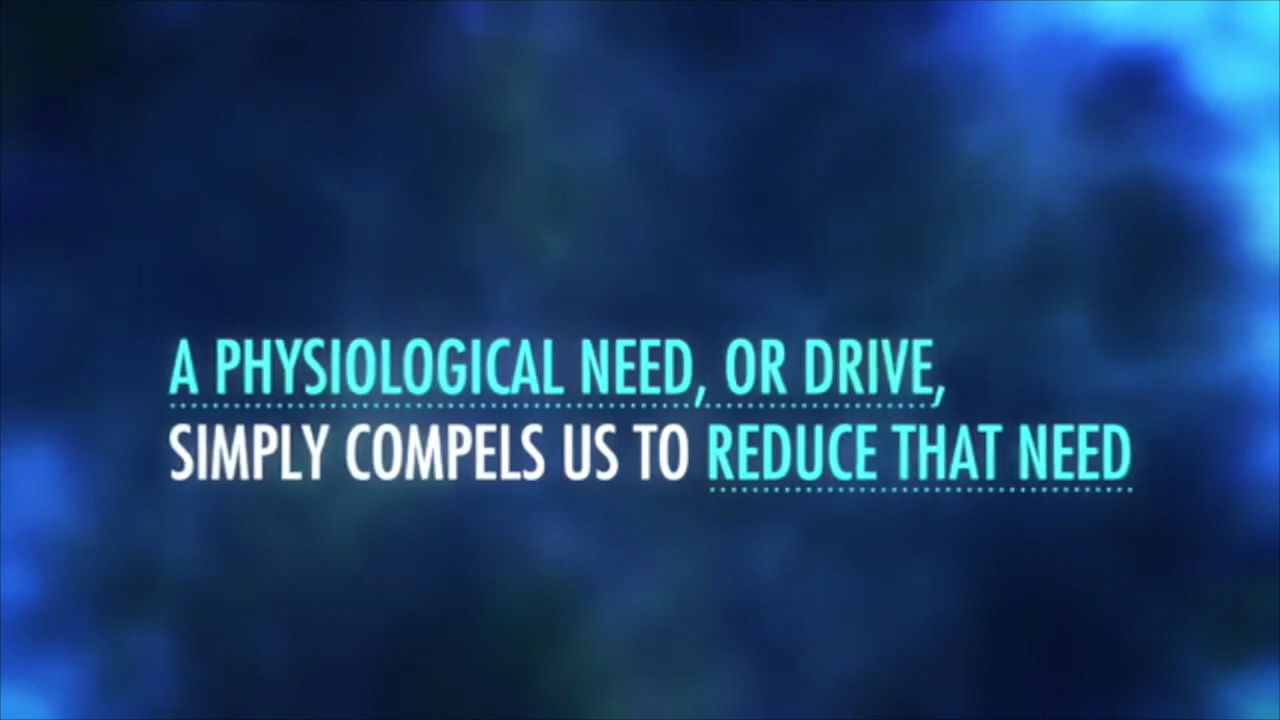 A PHYSIOLOGICAL NEED, OR DRIVE,
SIMPLY COMPELS US TO REDUCE THAT NEED